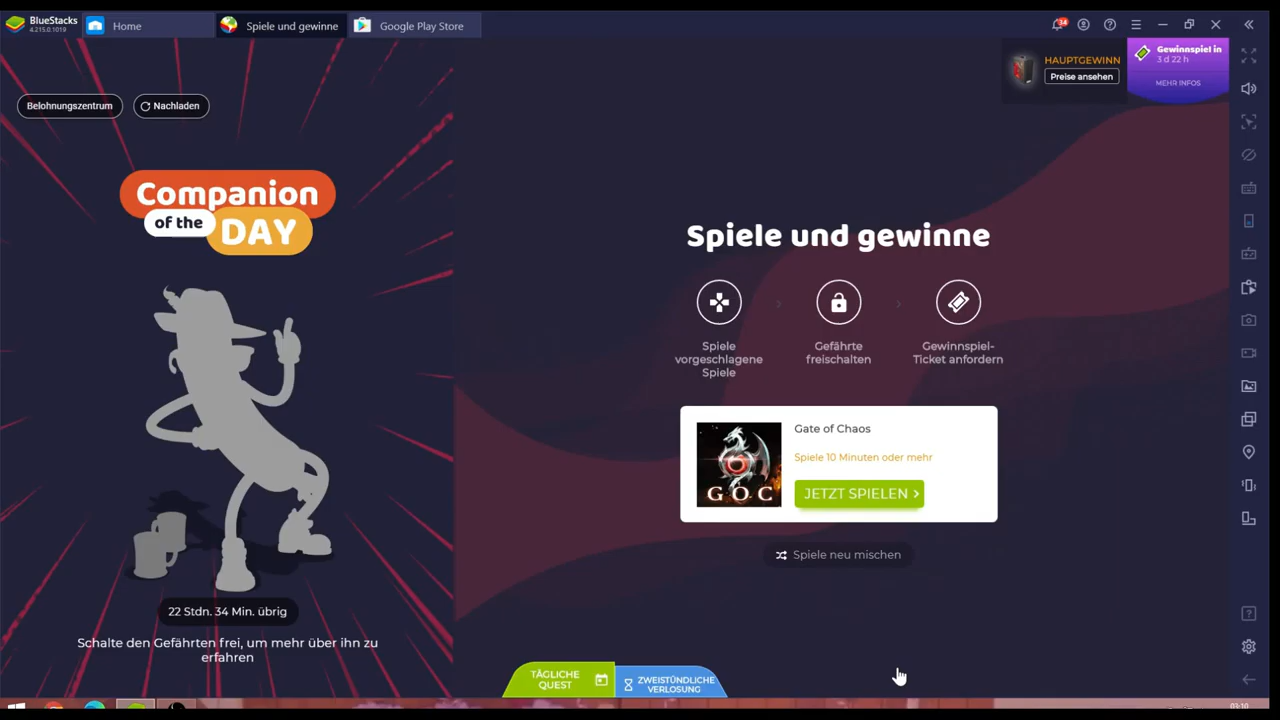 BlueStacks
4.215.0.1019
Home
Spiele und gewinne
Google Play Store
34
HAUPTGEWINN
Preise ansehen
Gewinnspiel in
3 d 22 h
MEHR INFOS
Belohnungszentrum
Nachladen
Companion
of the
DAY
Spiele und gewinne
Spiele
vorgeschlagene
Spiele
Gefährte
freischalten
Gewinnspiel-
Ticket anfordern
Gate of Chaos
Spiele 10 Minuten oder mehr
GOC
JETZT SPIELEN
Spiele neu mischen
22 Stdn. 34 Min. übrig
Schalte den Gefährten frei, um mehr über ihn zu
erfahren
TÄGLICHE
QUEST
ZWEISTÜNDLICHE
VERLOSUNG
03:10